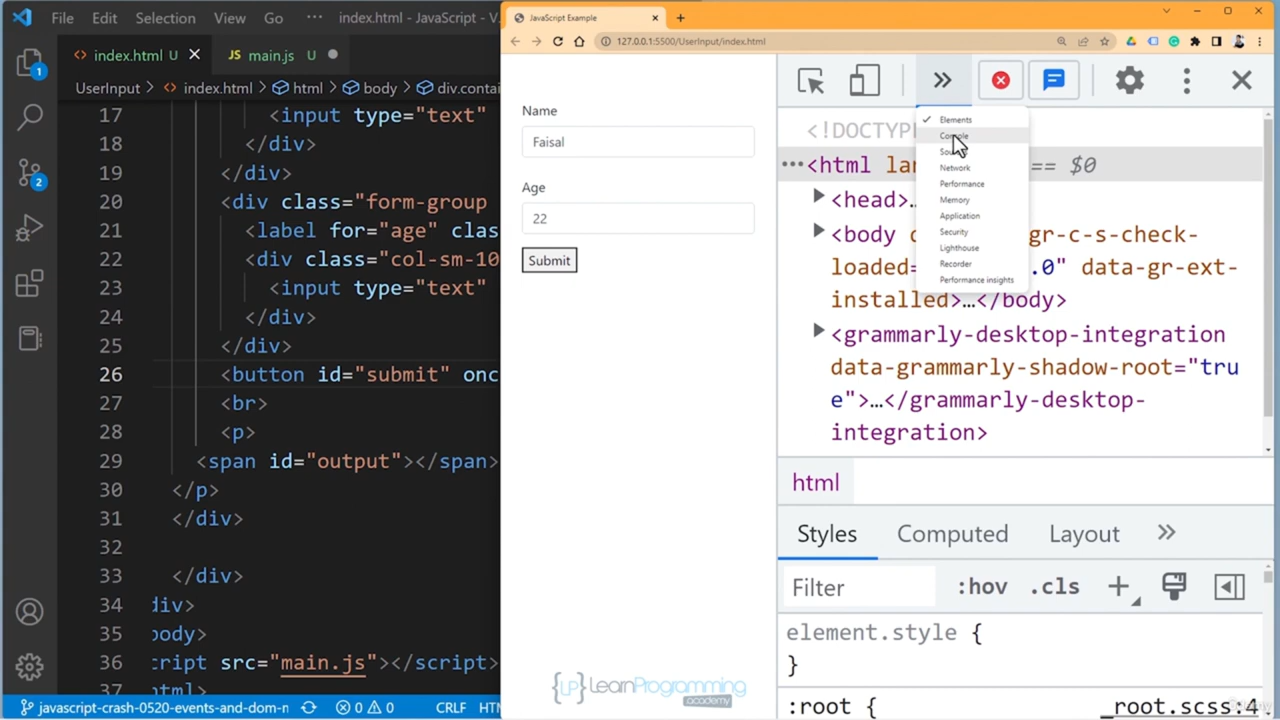 File Edit Selection View Go ··· index.html - JavaScript - V
index.html U main.js U
UserInput > index.html > html > body > div.conta
17 <input type="text"
18 </div>
19 </div>
20 <div class="form-group
21 <label for="age" clas
22 <div class="col-sm-10
23 <input type="text"
24 </div>
25 </div>
26 <button id="submit" onc
27 <br>
28 <p>
29 <span id="output"></span>
30 </p>
31 </div>
32
33 </div>
34 div>
35 body>
36 cript src="main.js"></script>
37 html>
javascript-crash-0520-events-and-dom-n 0 0 CRLF HTM
1
2
JavaScript Example
127.0.0.1:5500/UserInput/index.html
Name
Faisal
Age
22
Submit
{LP} LearnProgramming
academy
Elements
Console
Network
Performance
Memory
Application
Security
Lighthouse
Recorder
Performance insights
<!DOCTYP
···<html lan == $0
<head>…
<body d gr-c-s-check-
loaded= .0" data-gr-ext-
installed>…</body>
<grammarly-desktop-integration
data-grammarly-shadow-root="tru
e">…</grammarly-desktop-
integration>
html
Styles Computed Layout
Filter :hov .cls
element.style {
}
:root { _root.scss:4